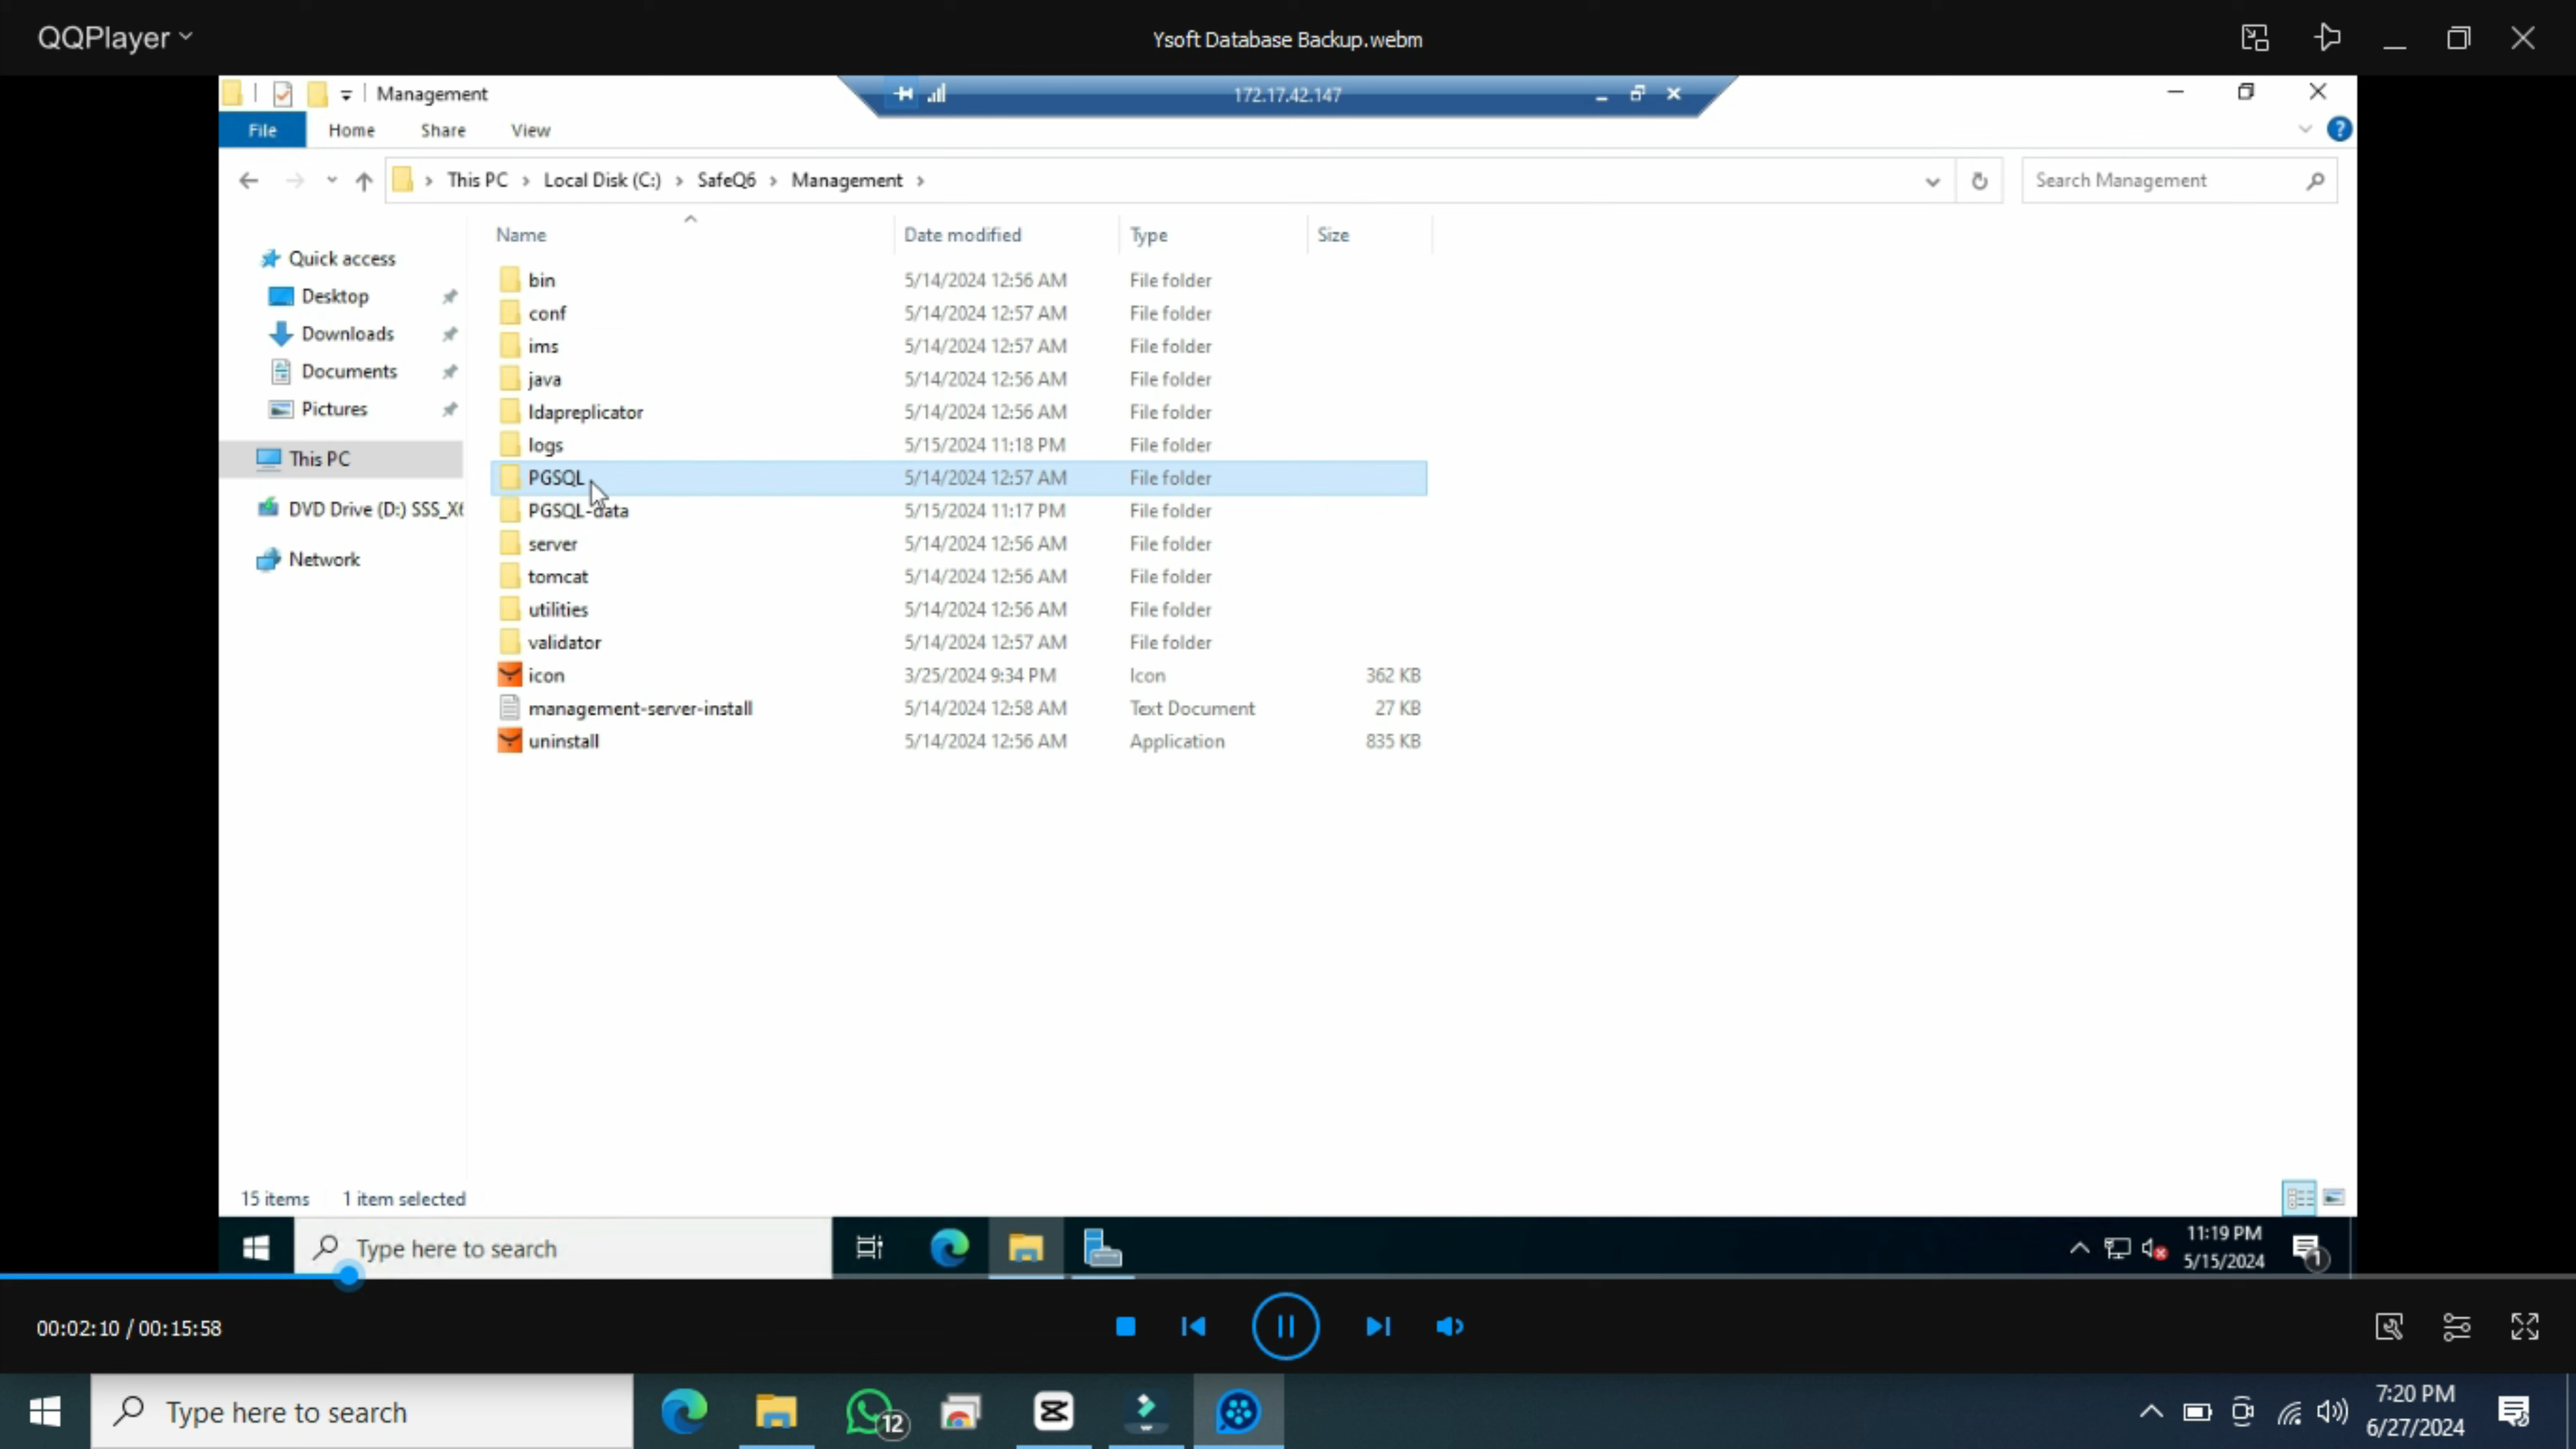 QQPlayer
Ysoft Database Backup.webm
Management
172.17.42.147
File Home Share View
This PC Local Disk (C:) SafeQ6 Management
Search Management
Name Date modified Type Size
Quick access
Desktop
Downloads
Documents
Pictures
This PC
DVD Drive (D:) SSS_X6
Network
bin 5/14/2024 12:56 AM File folder
conf 5/14/2024 12:57 AM File folder
ims 5/14/2024 12:57 AM File folder
java 5/14/2024 12:56 AM File folder
ldapreplicator 5/14/2024 12:56 AM File folder
logs 5/15/2024 11:18 PM File folder
PGSQL 5/14/2024 12:57 AM File folder
PGSQL-data 5/15/2024 11:17 PM File folder
server 5/14/2024 12:56 AM File folder
tomcat 5/14/2024 12:56 AM File folder
utilities 5/14/2024 12:56 AM File folder
validator 5/14/2024 12:57 AM File folder
icon 3/25/2024 9:34 PM Icon 362 KB
management-server-install 5/14/2024 12:58 AM Text Document 27 KB
uninstall 5/14/2024 12:56 AM Application 835 KB
15 items 1 item selected
Type here to search
11:19 PM
5/15/2024
1
00:02:10 / 00:15:58
Type here to search
12
7:20 PM
6/27/2024